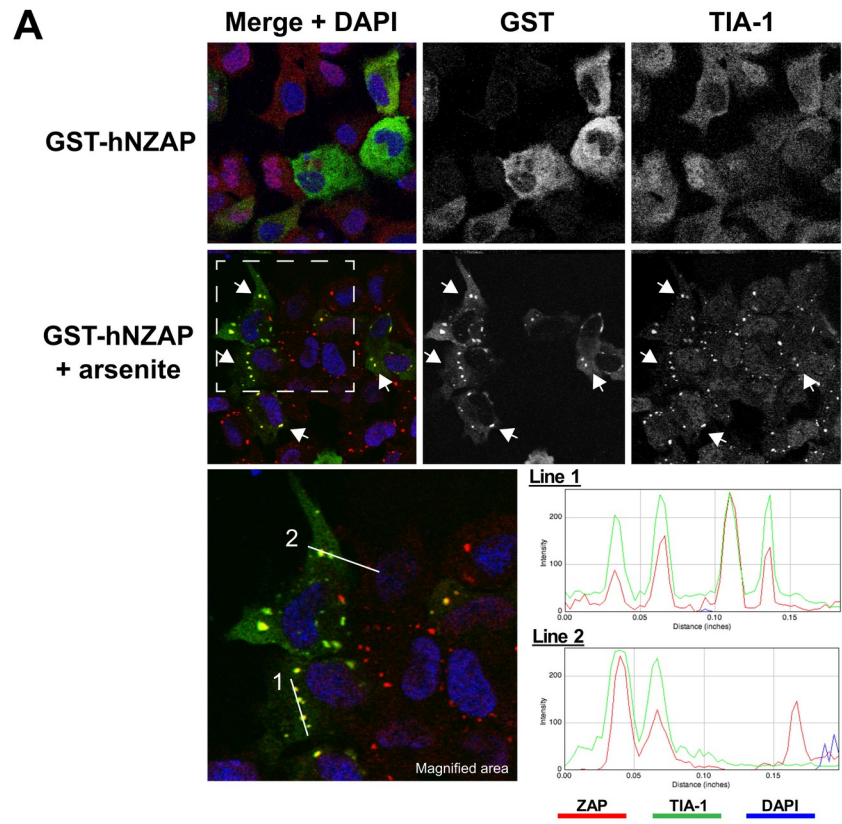 A
Merge + DAPI
GST
TIA-1
GST-hNZAP
GST-hNZAP
+ arsenite
2
1
Magnified area
Line 1
Intensity
200
100
0
0.00
0.05
0.10
0.15
Distance (inches)
Line 2
Intensity
200
100
0
0.00
0.05
0.10
0.15
Distance (inches)
ZAP
TIA-1
DAPI